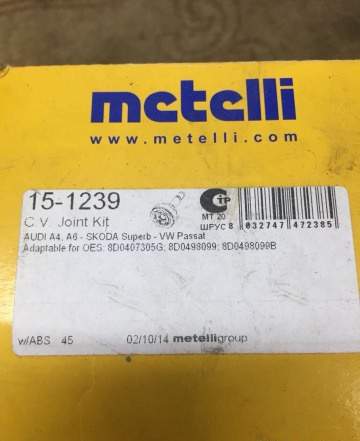 metelli
www.metelli.com
15-1239
C.V. Joint Kit
AUDI A4, A6 - SKODA Superb - VW Passat
Adaptable for OES: 8D0407305G; 8D0498099; 8D0498099B
МТ 20
ШРУС
8 032747 472385
w/ABS 45
02/10/14 metelligroup